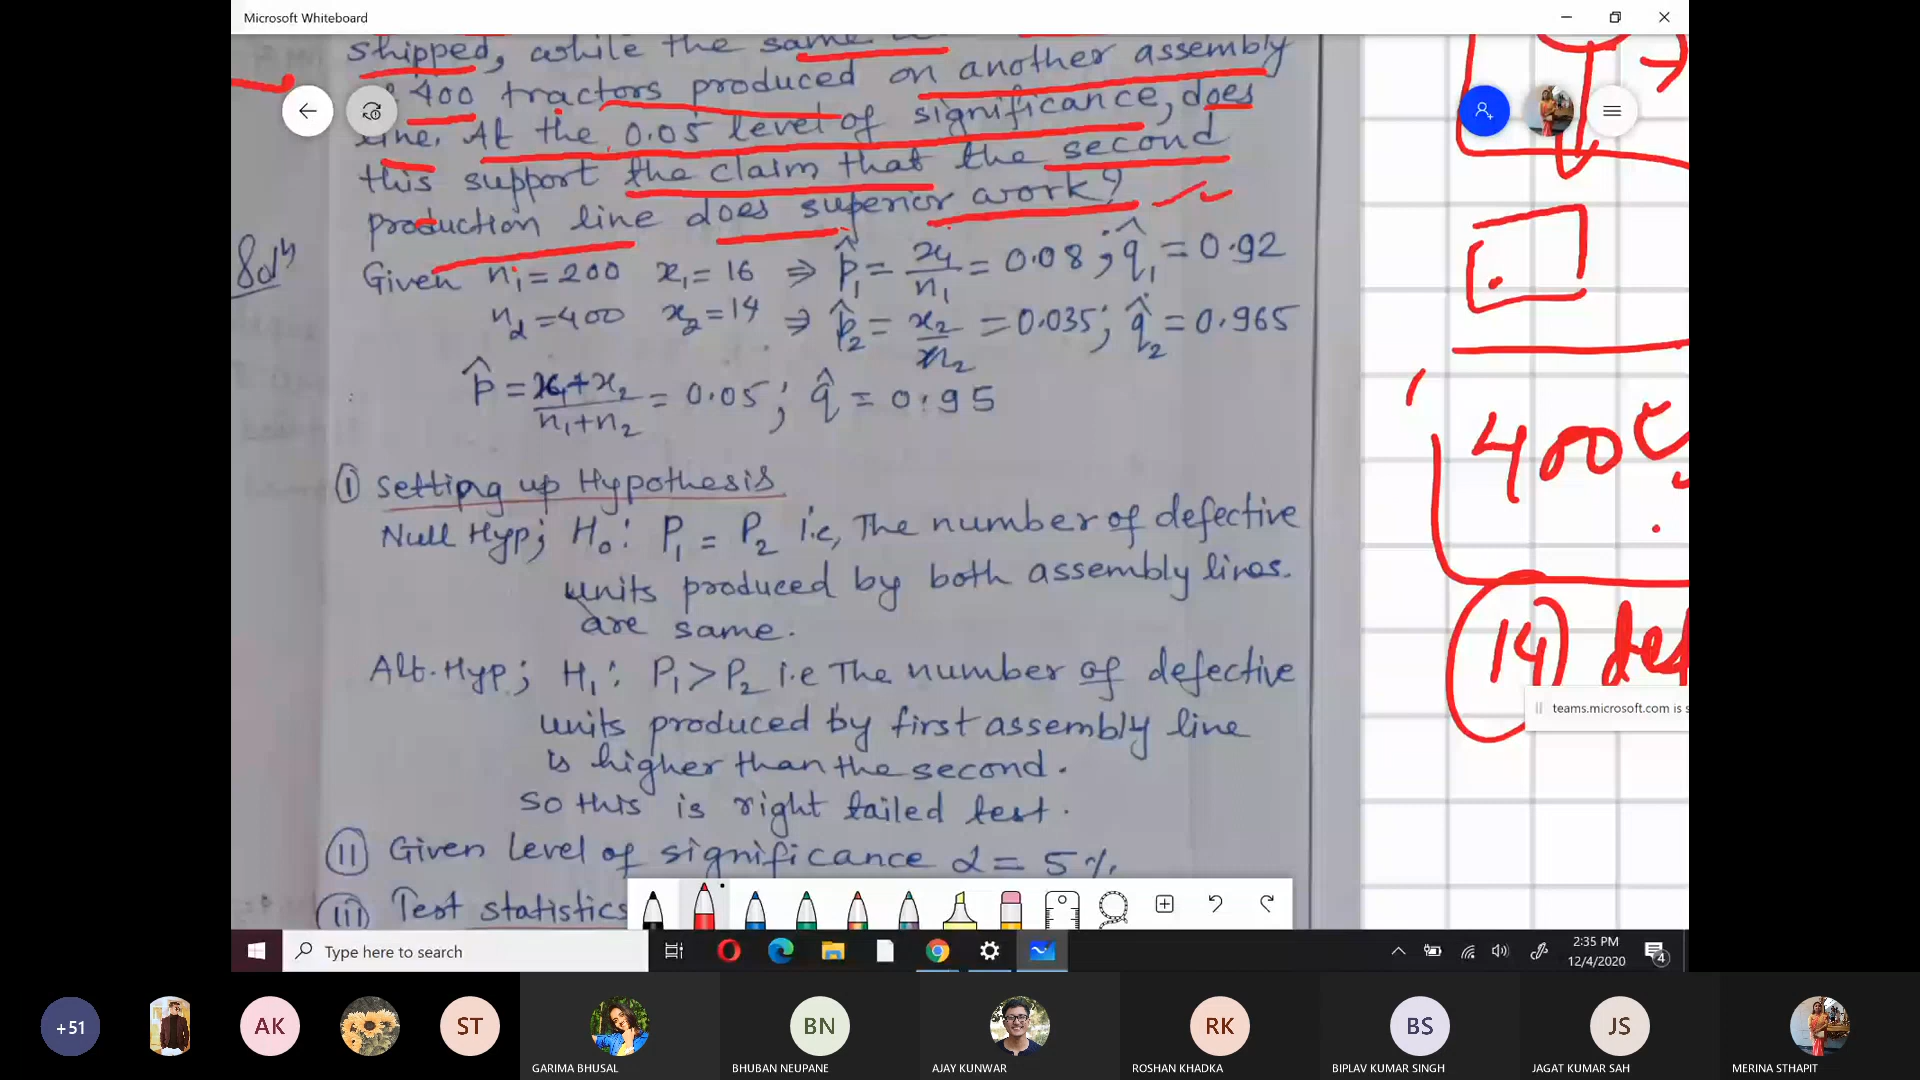 Microsoft Whiteboard
shipped, while the same
400 tractors produced on another assembly
line. At the 0.05 level of significance, does
this support the claim that the second
production line does superior work?
Solⁿ
Given n₁ = 200 x₁ = 16 ⇒ p̂₁ = x₁/n₁ = 0.08 ; q̂₁ = 0.92
n₂ = 400 x₂ = 14 ⇒ p̂₂ = x₂/n₂ = 0.035; q̂₂ = 0.965
p̂ = x₁+x₂/n₁+n₂ = 0.05 ; q̂ = 0.95
① Setting up Hypothesis
Null Hyp; H₀: P₁ = P₂ i.e, The number of defective
units produced by both assembly lines.
are same.
Alt. Hyp; H₁: P₁ > P₂ i.e The number of defective
units produced by first assembly line
is higher than the second.
So this is right tailed test.
⑪ Given Level of significance α = 5%
(III) Test statistics
400
14 def
teams.microsoft.com is s
Type here to search
2:35 PM
12/4/2020
4
+51
AK
ST
GARIMA BHUSAL
BN
BHUBAN NEUPANE
AJAY KUNWAR
RK
ROSHAN KHADKA
BS
BIPLAV KUMAR SINGH
JS
JAGAT KUMAR SAH
MERINA STHAPIT